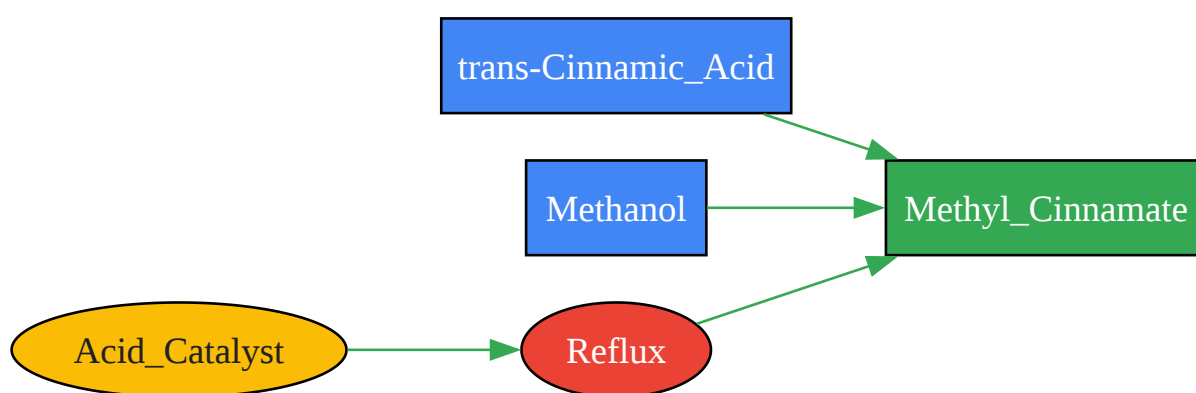 trans-Cinnamic_Acid
Methanol
Methyl_Cinnamate
Acid_Catalyst
Reflux